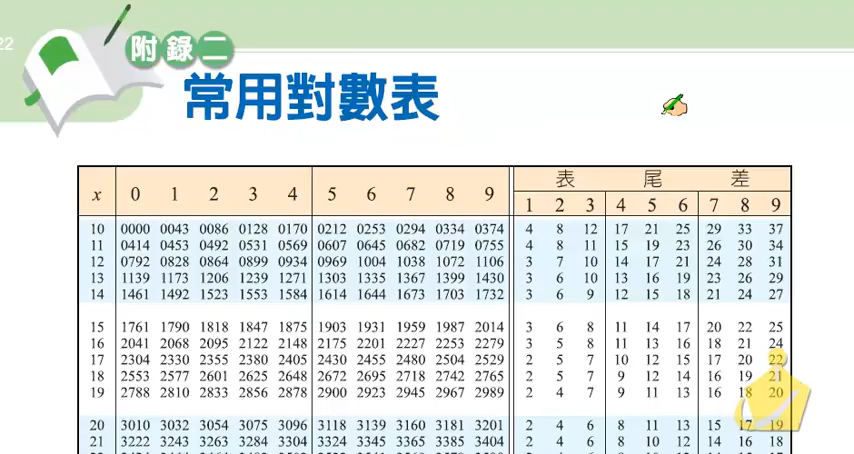 22
附錄二
常用對數表
x 0 1 2 3 4 5 6 7 8 9 表尾差
1 2 3 4 5 6 7 8 9
10 0000 0043 0086 0128 0170 0212 0253 0294 0334 0374 4 8 12 17 21 25 29 33 37
11 0414 0453 0492 0531 0569 0607 0645 0682 0719 0755 4 8 11 15 19 23 26 30 34
12 0792 0828 0864 0899 0934 0969 1004 1038 1072 1106 3 7 10 14 17 21 24 28 31
13 1139 1173 1206 1239 1271 1303 1335 1367 1399 1430 3 6 10 13 16 19 23 26 29
14 1461 1492 1523 1553 1584 1614 1644 1673 1703 1732 3 6 9 12 15 18 21 24 27
15 1761 1790 1818 1847 1875 1903 1931 1959 1987 2014 3 6 8 11 14 17 20 22 25
16 2041 2068 2095 2122 2148 2175 2201 2227 2253 2279 3 5 8 11 13 16 18 21 24
17 2304 2330 2355 2380 2405 2430 2455 2480 2504 2529 2 5 7 10 12 15 17 20 22
18 2553 2577 2601 2625 2648 2672 2695 2718 2742 2765 2 5 7 9 12 14 16 19 21
19 2788 2810 2833 2856 2878 2900 2923 2945 2967 2989 2 4 7 9 11 13 16 18 20
20 3010 3032 3054 3075 3096 3118 3139 3160 3181 3201 2 4 6 8 11 13 15 17 19
21 3222 3243 3263 3284 3304 3324 3345 3365 3385 3404 2 4 6 8 10 12 14 16 18